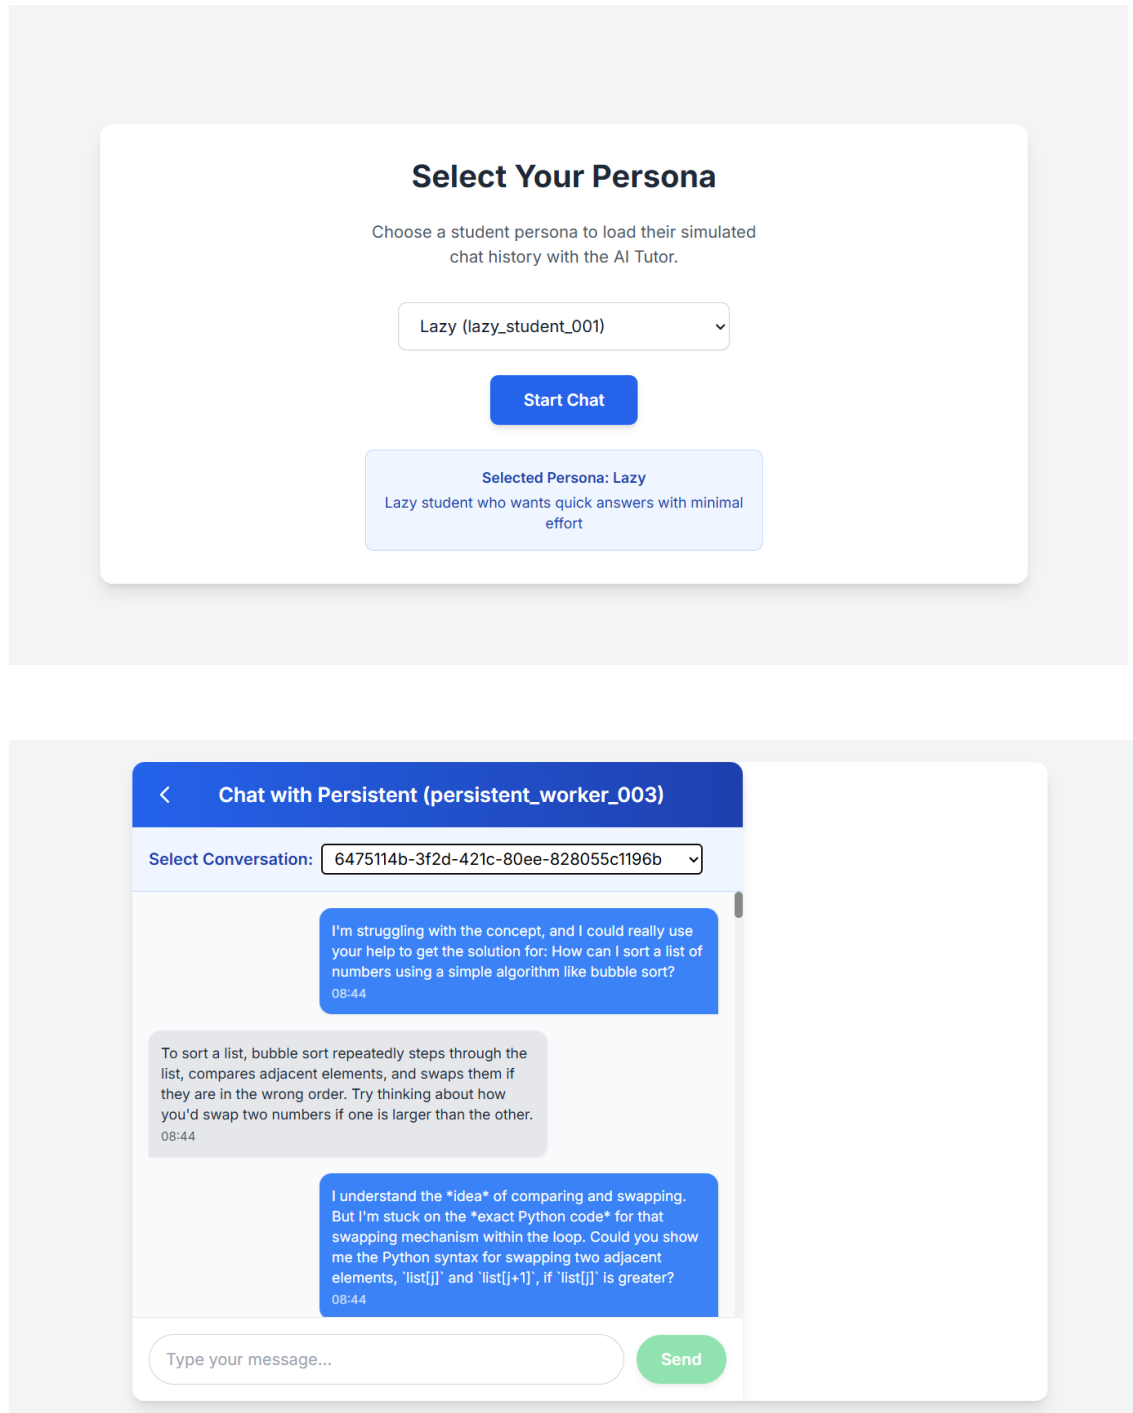 Select Your Persona
Choose a student persona to load their simulated
chat history with the AI Tutor.
Lazy (lazy_student_001)
Start Chat
Selected Persona: Lazy
Lazy student who wants quick answers with minimal
effort
Chat with Persistent (persistent_worker_003)
Select Conversation: 6475114b-3f2d-421c-80ee-828055c1196b
I'm struggling with the concept, and I could really use
your help to get the solution for: How can I sort a list of
numbers using a simple algorithm like bubble sort?
08:44
To sort a list, bubble sort repeatedly steps through the
list, compares adjacent elements, and swaps them if
they are in the wrong order. Try thinking about how
you'd swap two numbers if one is larger than the other.
08:44
I understand the *idea* of comparing and swapping.
But I'm stuck on the *exact Python code* for that
swapping mechanism within the loop. Could you show
me the Python syntax for swapping two adjacent
elements, `list[j]` and `list[j+1]`, if `list[j]` is greater?
08:44
Type your message...
Send